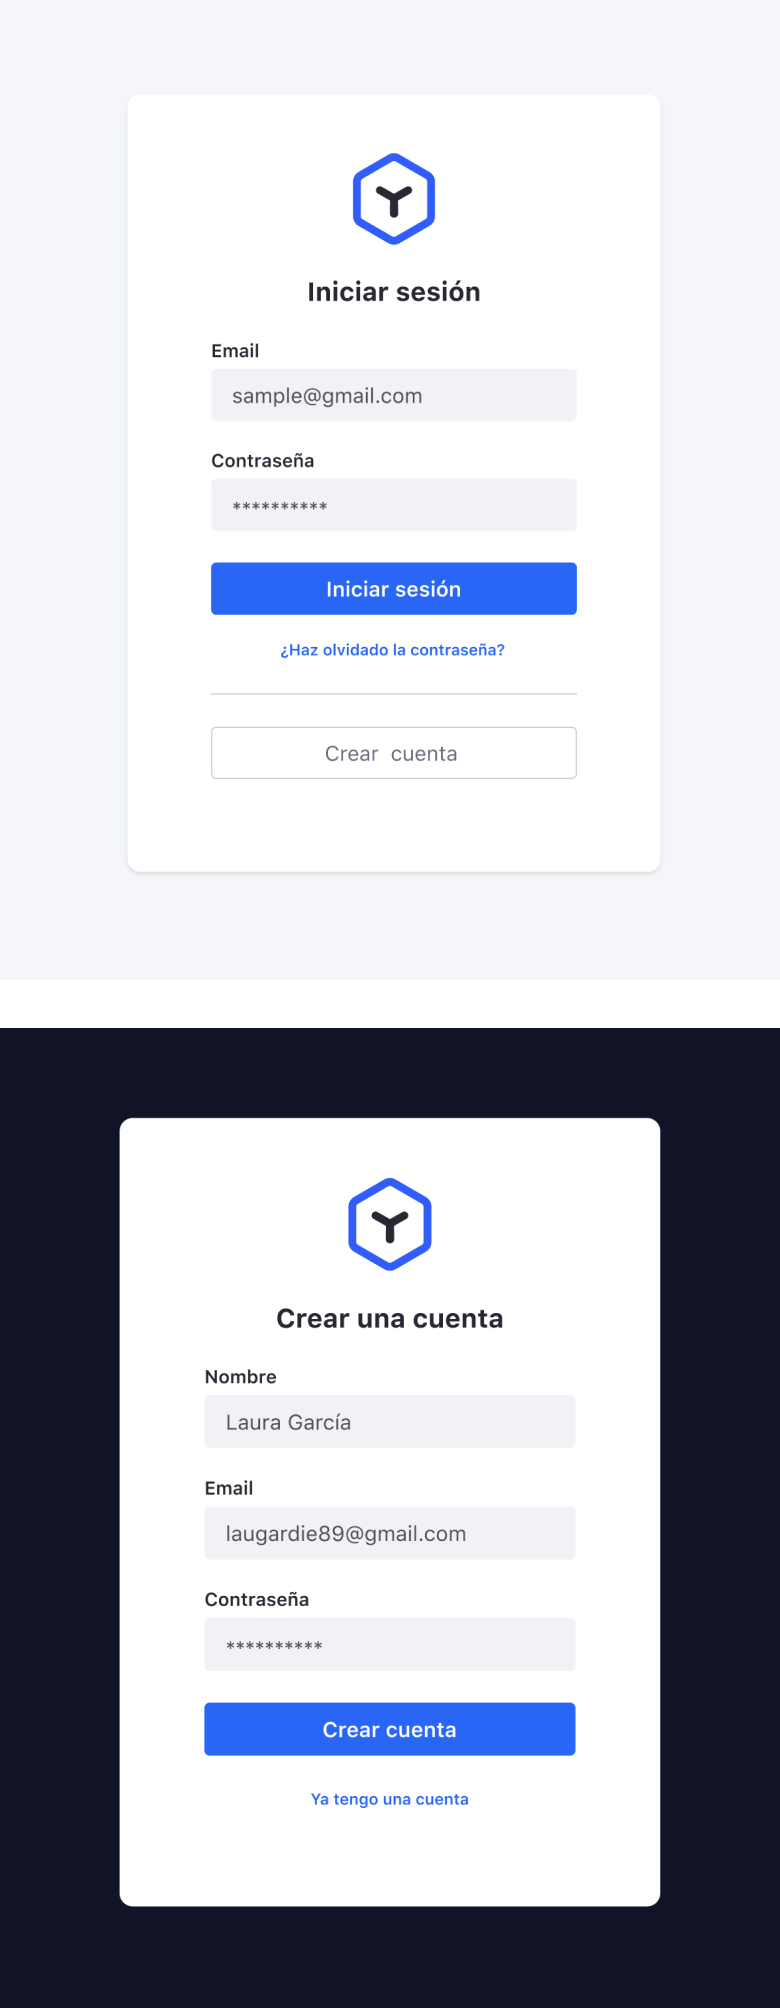 Iniciar sesión
Email
sample@gmail.com
Contraseña
**********
Iniciar sesión
¿Haz olvidado la contraseña?
Crear  cuenta
Crear una cuenta
Nombre
Laura García
Email
laugardie89@gmail.com
Contraseña
**********
Crear cuenta
Ya tengo una cuenta